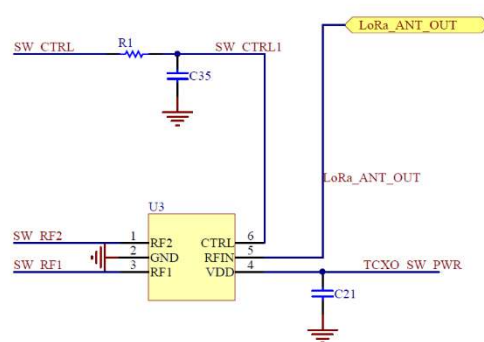 LoRa_ANT_OUT
SW_CTRL R1 SW_CTRL1
C35
LoRa_ANT_OUT
U3
SW_RF2 1 RF2 CTRL 6
2 GND RFIN 5
SW_RF1 3 RF1 VDD 4 TCXO_SW_PWR
C21